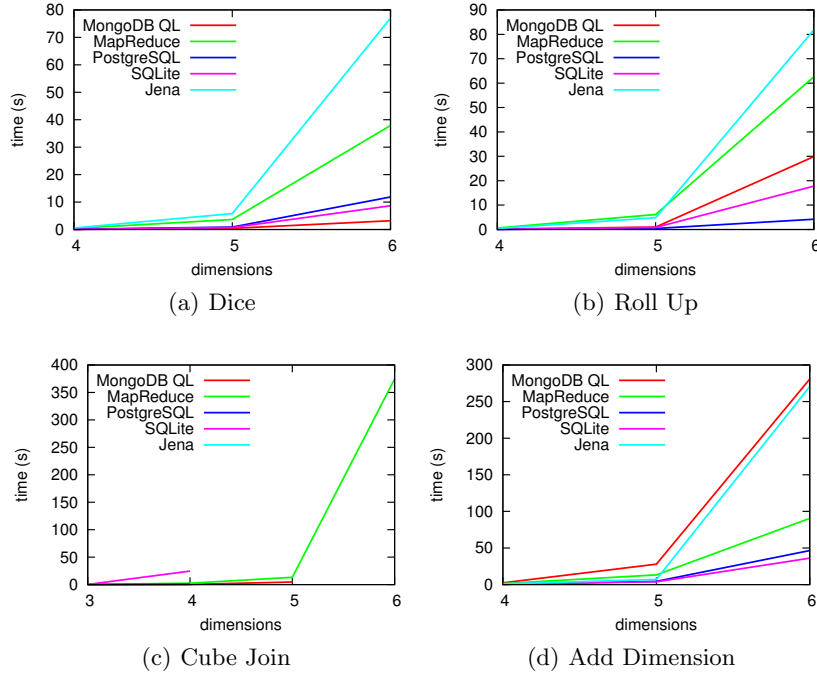 80
70
60
50
40
30
20
10
0
time (s)
MongoDB QL
MapReduce
PostgreSQL
SQLite
Jena
4 5 6
dimensions
(a) Dice
90
80
70
60
50
40
30
20
10
0
time (s)
MongoDB QL
MapReduce
PostgreSQL
SQLite
Jena
4 5 6
dimensions
(b) Roll Up
400
350
300
250
200
150
100
50
0
time (s)
MongoDB QL
MapReduce
PostgreSQL
SQLite
Jena
3 4 5 6
dimensions
(c) Cube Join
300
250
200
150
100
50
0
time (s)
MongoDB QL
MapReduce
PostgreSQL
SQLite
Jena
4 5 6
dimensions
(d) Add Dimension